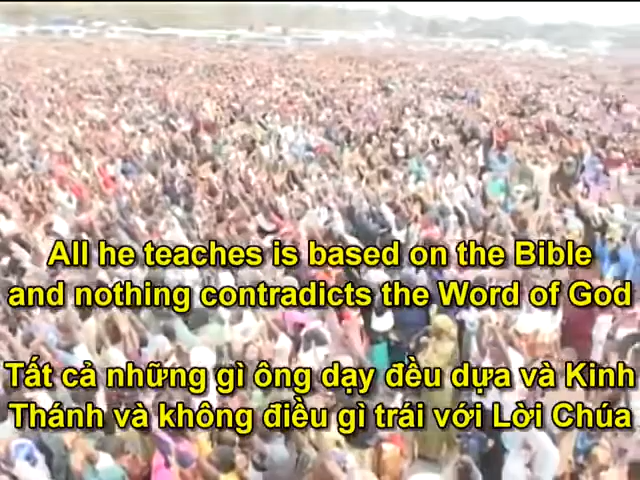 All he teaches is based on the Bible
and nothing contradicts the Word of God
Tất cả những gì ông dạy đều dựa và Kinh
Thánh và không điều gì trái với Lời Chúa